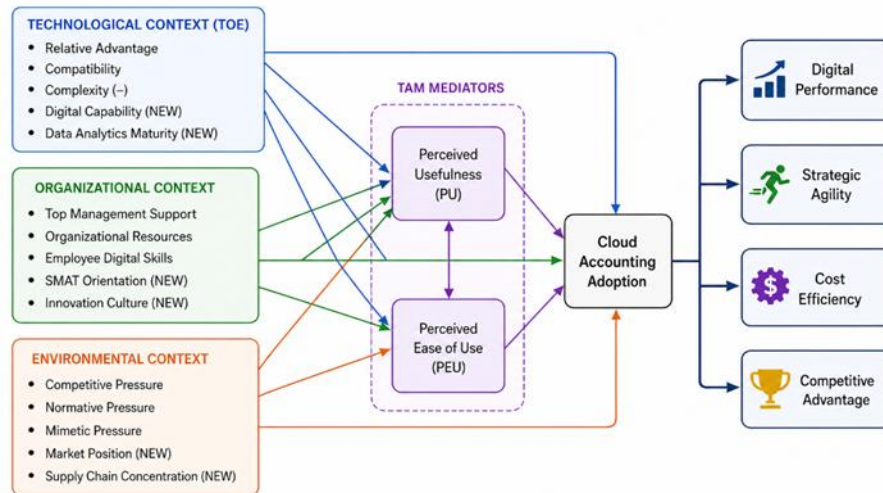 TECHNOLOGICAL CONTEXT (TOE)
• Relative Advantage
• Compatibility
• Complexity (–)
• Digital Capability (NEW)
• Data Analytics Maturity (NEW)
ORGANIZATIONAL CONTEXT
• Top Management Support
• Organizational Resources
• Employee Digital Skills
• SMAT Orientation (NEW)
• Innovation Culture (NEW)
ENVIRONMENTAL CONTEXT
• Competitive Pressure
• Normative Pressure
• Mimetic Pressure
• Market Position (NEW)
• Supply Chain Concentration (NEW)
TAM MEDIATORS
Perceived
Usefulness
(PU)
Perceived
Ease of Use
(PEU)
Cloud
Accounting
Adoption
Digital
Performance
Strategic
Agility
$
Cost
Efficiency
Competitive
Advantage